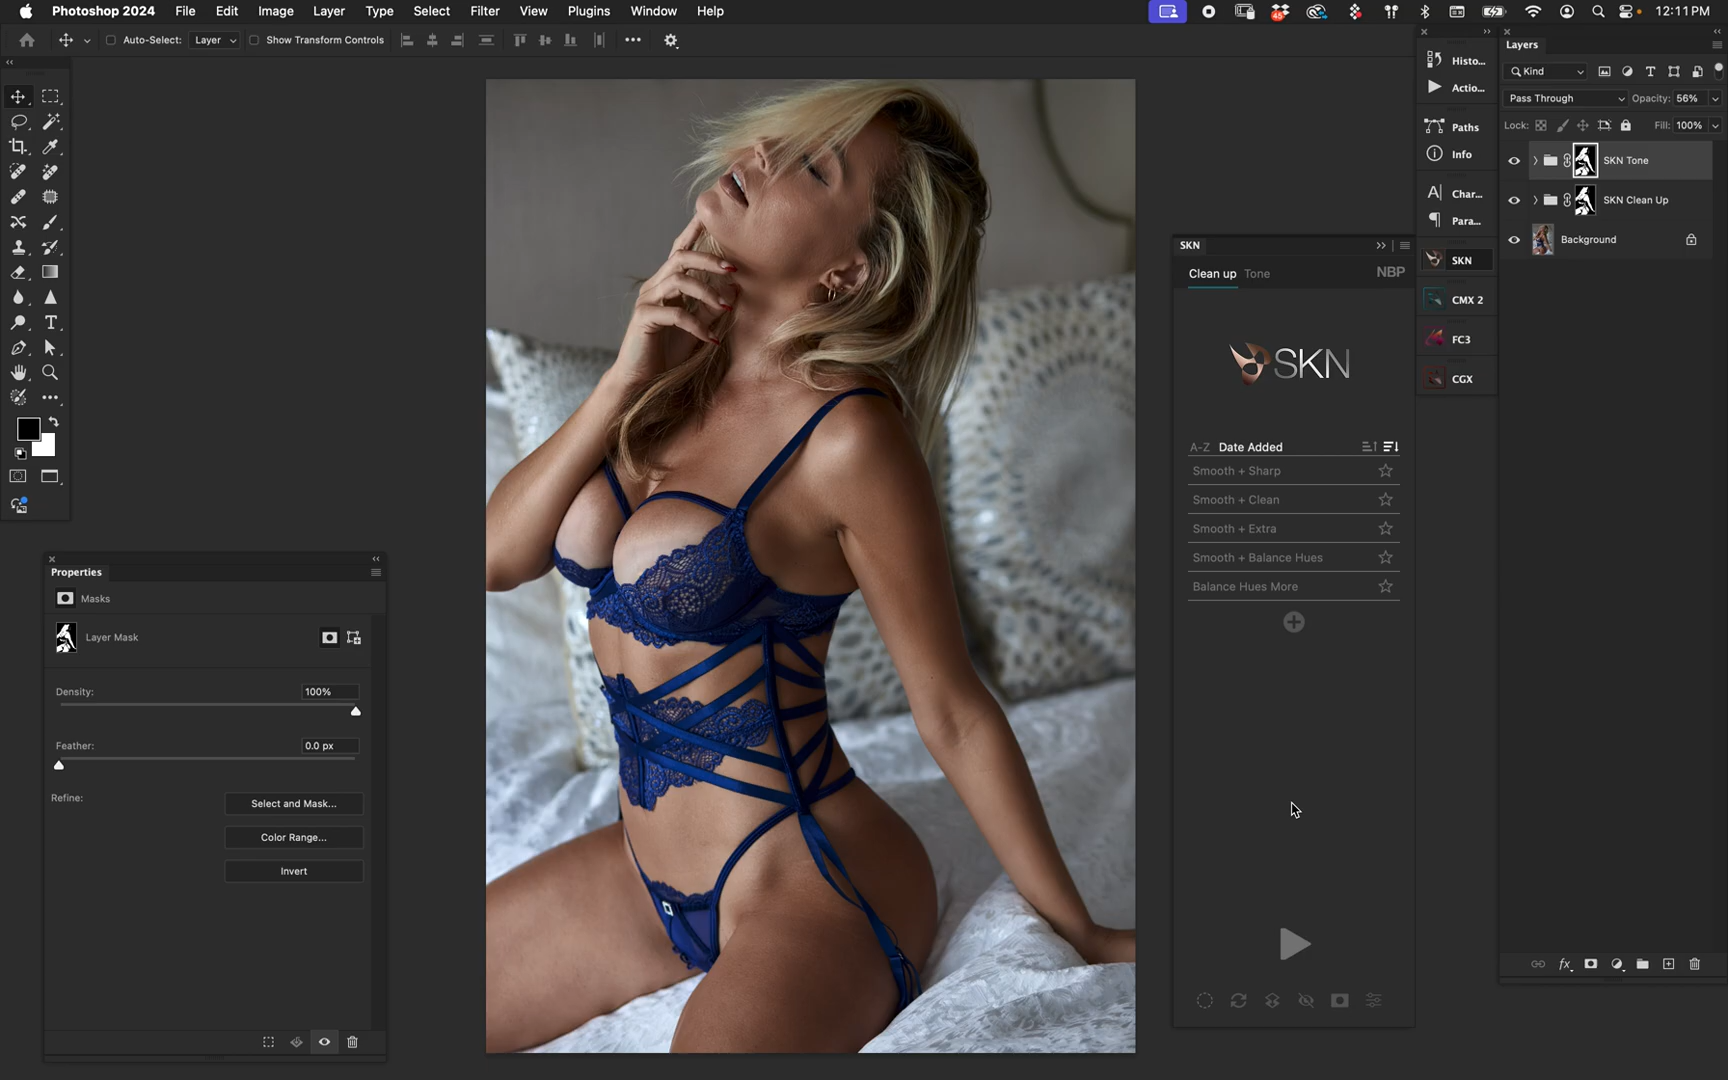 Photoshop 2024 File Edit Image Layer Type Select Filter View Plugins Window Help 45 12:11 PM
Auto-Select: Layer Show Transform Controls
Histo...
Actio...
Paths
Info
Char...
Para...
SKN
CMX 2
FC3
CGX
Layers
Kind
Pass Through Opacity: 56%
Lock: Fill: 100%
SKN Tone
SKN Clean Up
Background
SKN
Clean up Tone NBP
SKN
A-Z Date Added
Smooth + Sharp
Smooth + Clean
Smooth + Extra
Smooth + Balance Hues
Balance Hues More
Properties
Masks
Layer Mask
Density: 100%
Feather: 0.0 px
Refine: Select and Mask...
Color Range...
Invert